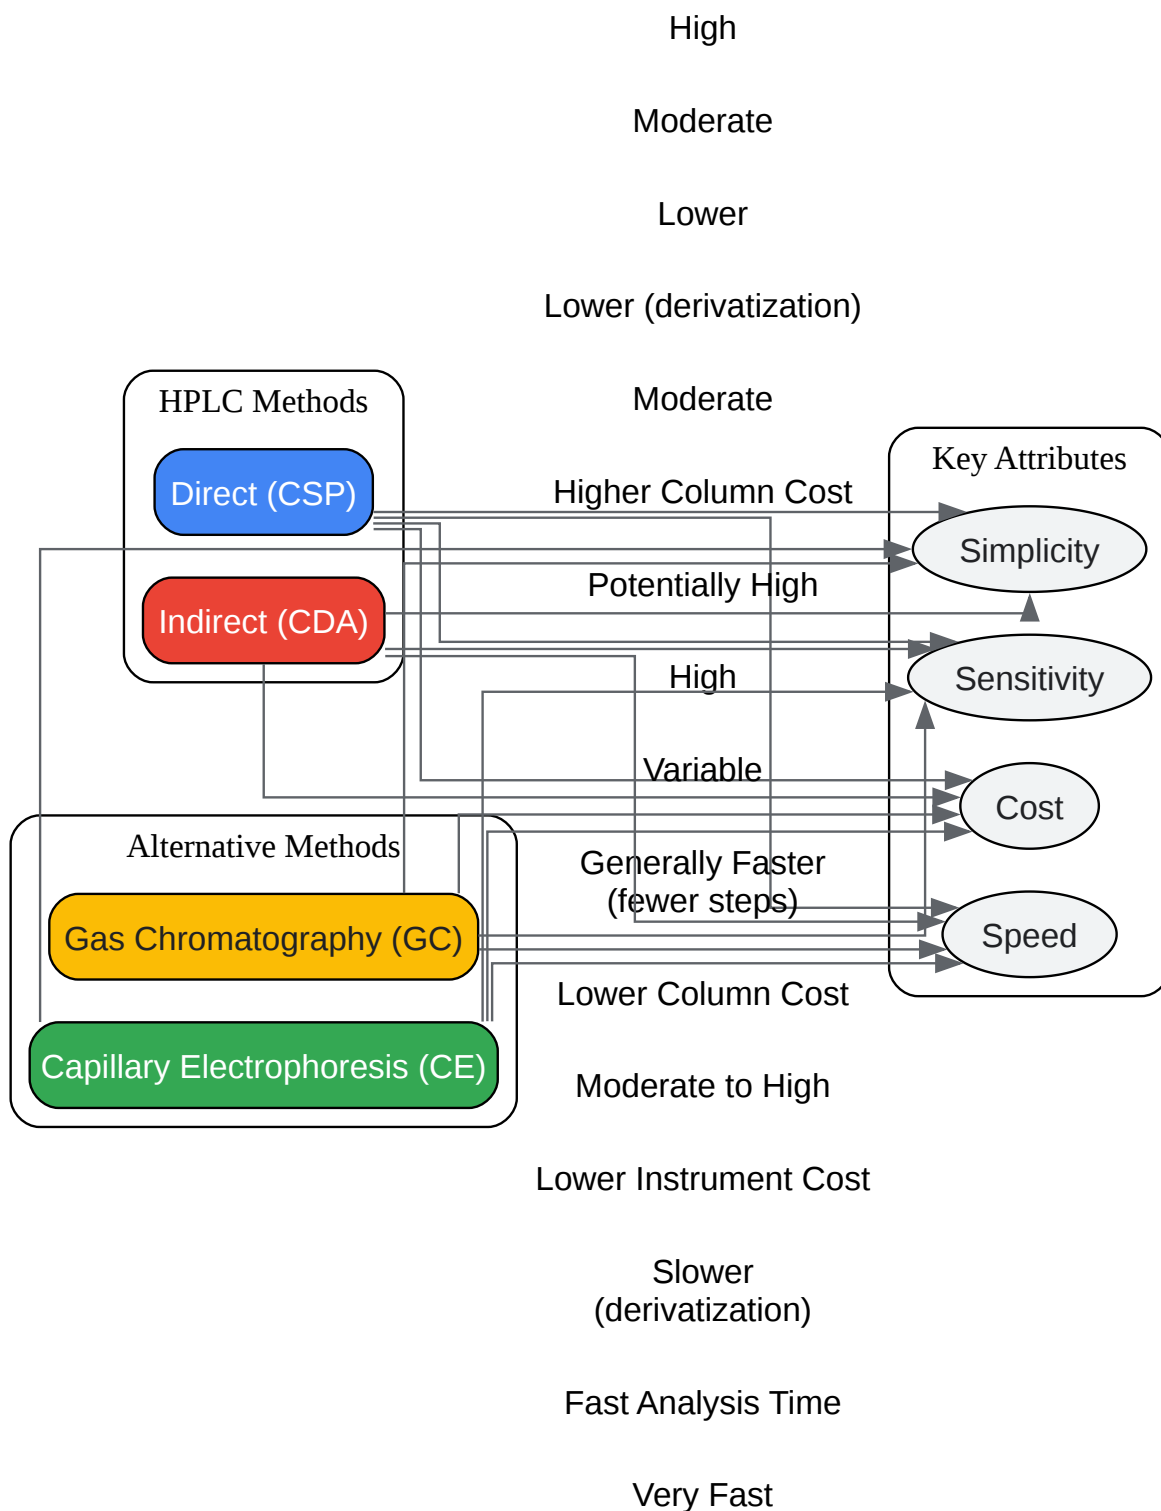 High
Moderate
Lower
Lower (derivatization)
Moderate
HPLC Methods
Direct (CSP)
Indirect (CDA)
Higher Column Cost
Potentially High
High
Variable
Generally Faster
(fewer steps)
Key Attributes
Simplicity
Sensitivity
Cost
Speed
Alternative Methods
Gas Chromatography (GC)
Capillary Electrophoresis (CE)
Lower Column Cost
Moderate to High
Lower Instrument Cost
Slower
(derivatization)
Fast Analysis Time
Very Fast